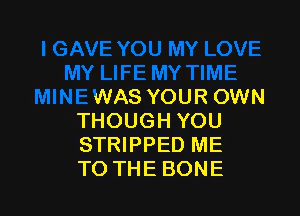 I GAVE YOU MY LOVE
MY LIFE MY TIME
MINE WAS YOUR OWN
THOUGH YOU
STRIPPED ME
TO THE BONE